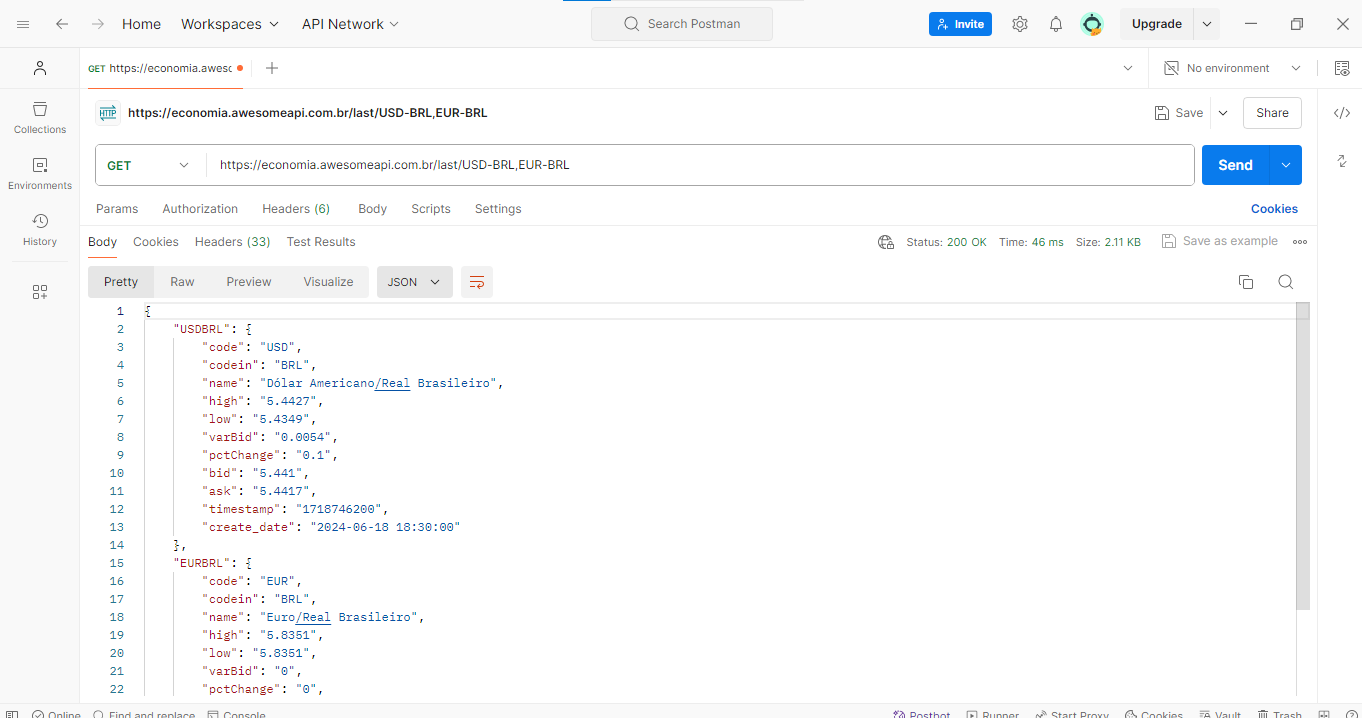 Home Workspaces API Network Search Postman Invite Upgrade
GET https://economia.awesc No environment
HTTP https://economia.awesomeapi.com.br/last/USD-BRL,EUR-BRL Save Share
Collections
GET https://economia.awesomeapi.com.br/last/USD-BRL,EUR-BRL Send
Environments
Params Authorization Headers (6) Body Scripts Settings Cookies
History
Body Cookies Headers (33) Test Results Status: 200 OK Time: 46 ms Size: 2.11 KB Save as example
Pretty Raw Preview Visualize JSON
1 {
2 "USDBRL": {
3 "code": "USD",
4 "codein": "BRL",
5 "name": "Dólar Americano/Real Brasileiro",
6 "high": "5.4427",
7 "low": "5.4349",
8 "varBid": "0.0054",
9 "pctChange": "0.1",
10 "bid": "5.441",
11 "ask": "5.4417",
12 "timestamp": "1718746200",
13 "create_date": "2024-06-18 18:30:00"
14 },
15 "EURBRL": {
16 "code": "EUR",
17 "codein": "BRL",
18 "name": "Euro/Real Brasileiro",
19 "high": "5.8351",
20 "low": "5.8351",
21 "varBid": "0",
22 "pctChange": "0",
Online Find and replace Console Postbot Runner Start Proxy Cookies Vault Trash